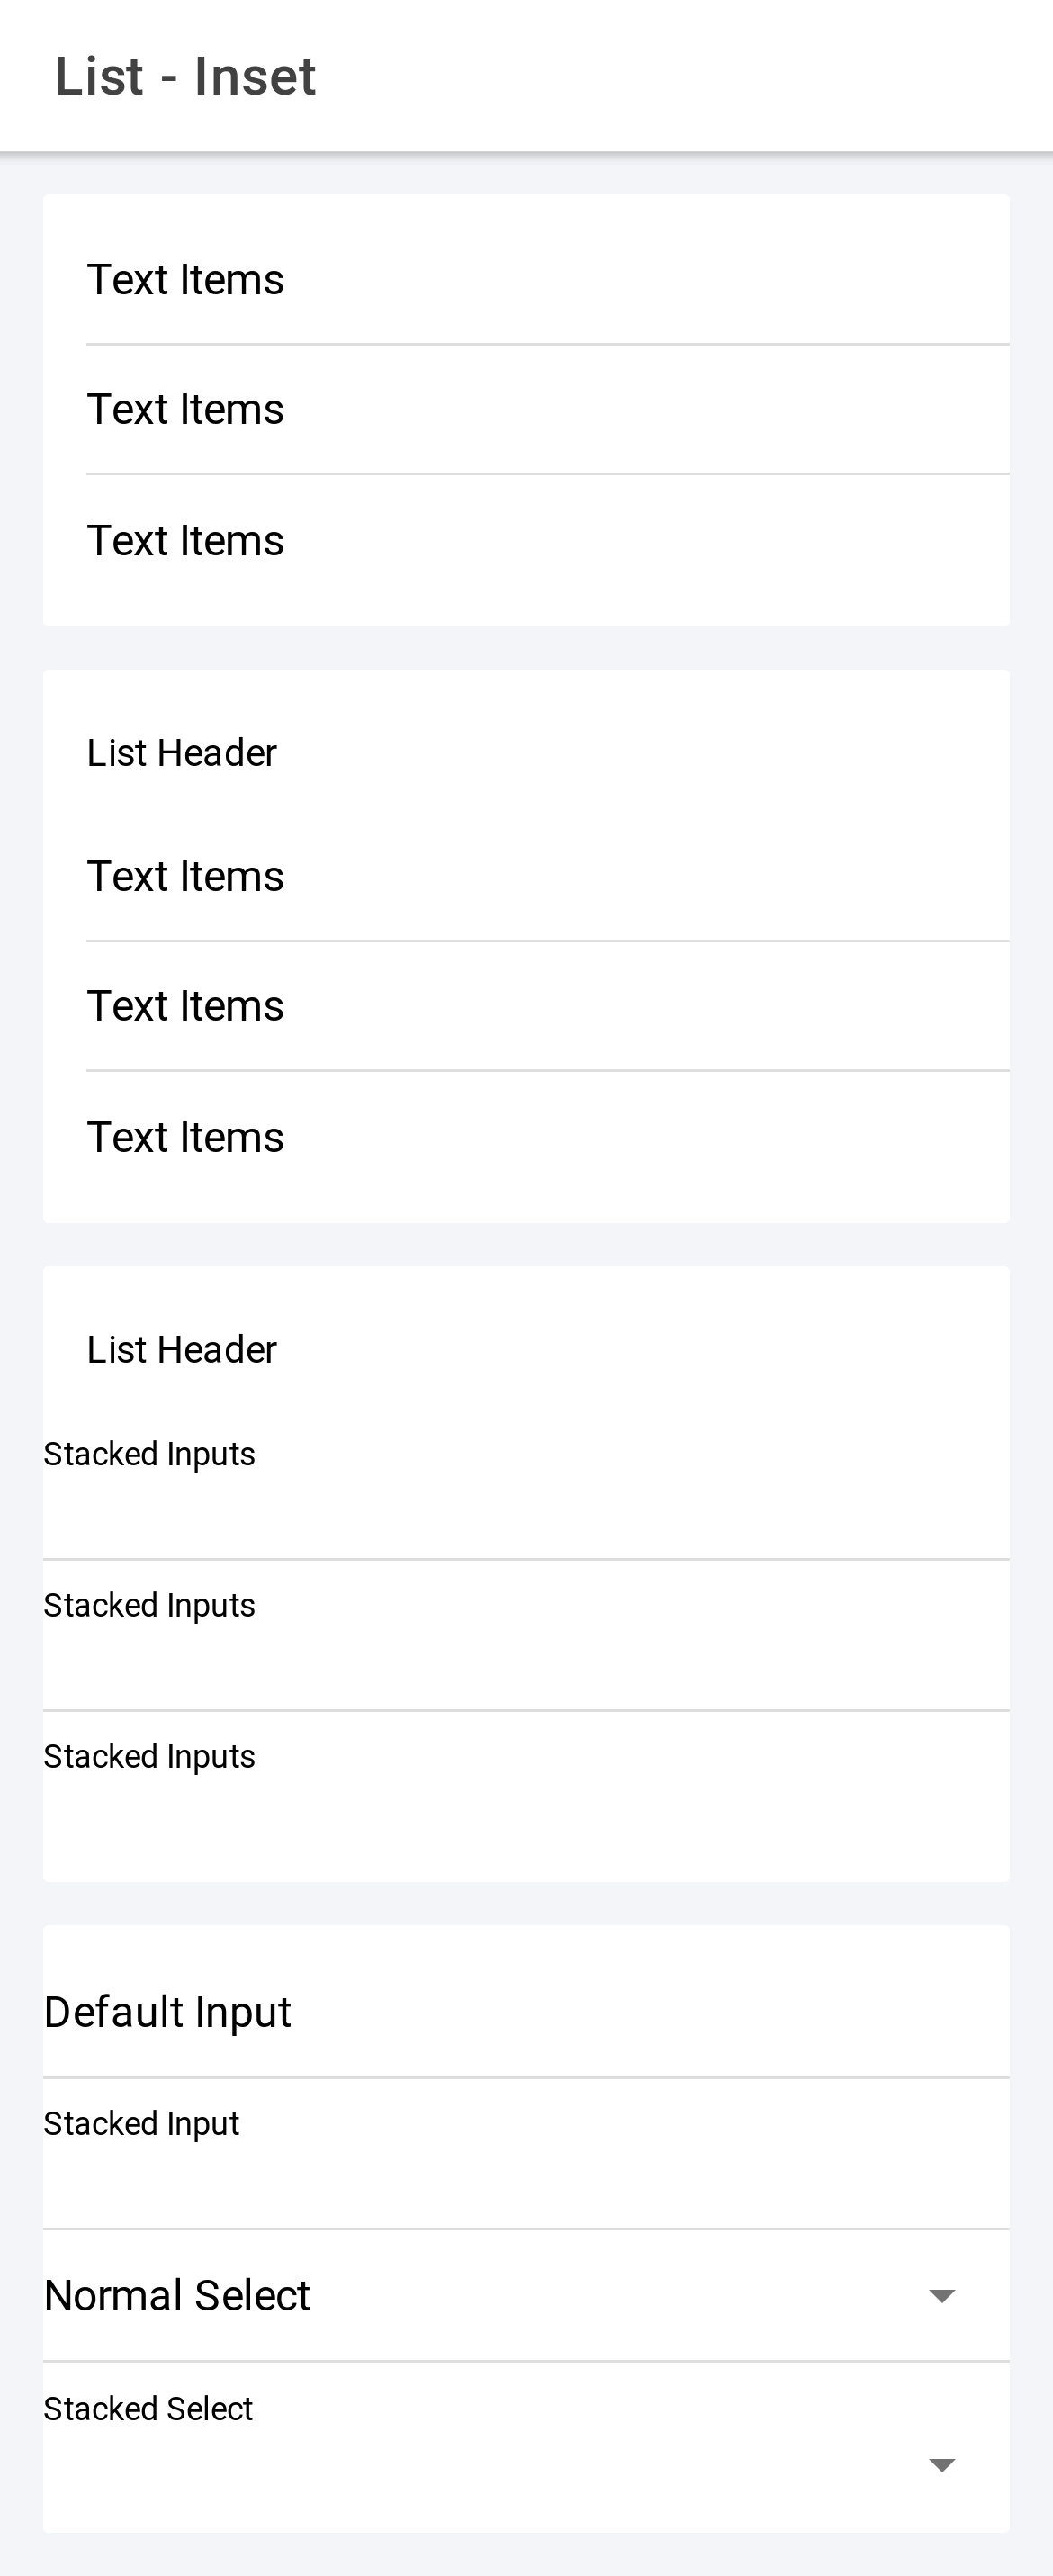 List - Inset
Text Items
Text Items
Text Items
List Header
Text Items
Text Items
Text Items
List Header
Stacked Inputs
Stacked Inputs
Stacked Inputs
Default Input
Stacked Input
Normal Select
Stacked Select